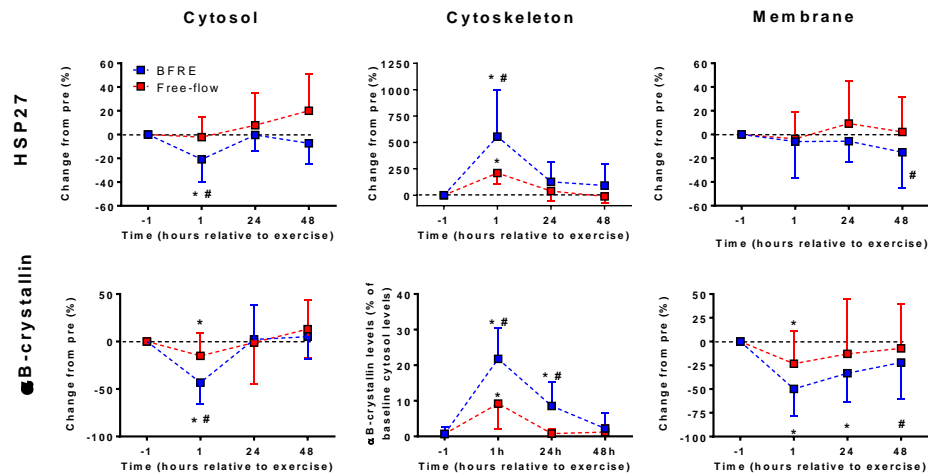 Cytosol Cytoskeleton Membrane
HSP27
Change from pre (%)
60
40
20
0
-20
-40
-60
BFRE
Free-flow
* #
-1 1 24 48
Time (hours relative to exercise)
Change from pre (%)
1250
1000
750
500
250
0
* #
*
-1 1 24 48
Time (hours relative to exercise)
Change from pre (%)
60
40
20
0
-20
-40
-60
#
-1 1 24 48
Time (hours relative to exercise)
αB-crystallin
Change from pre (%)
50
0
-50
-100
*
* #
-1 1 24 48
Time (hours relative to exercise)
αB-crystallin levels (% of
baseline cytosol levels)
40
30
20
10
0
* #
* #
*
-1 1h 24h 48h
Time (hours relative to exercise)
Change from pre (%)
50
25
0
-25
-50
-75
-100
*
* * #
-1 1 24 48
Time (hours relative to exercise)